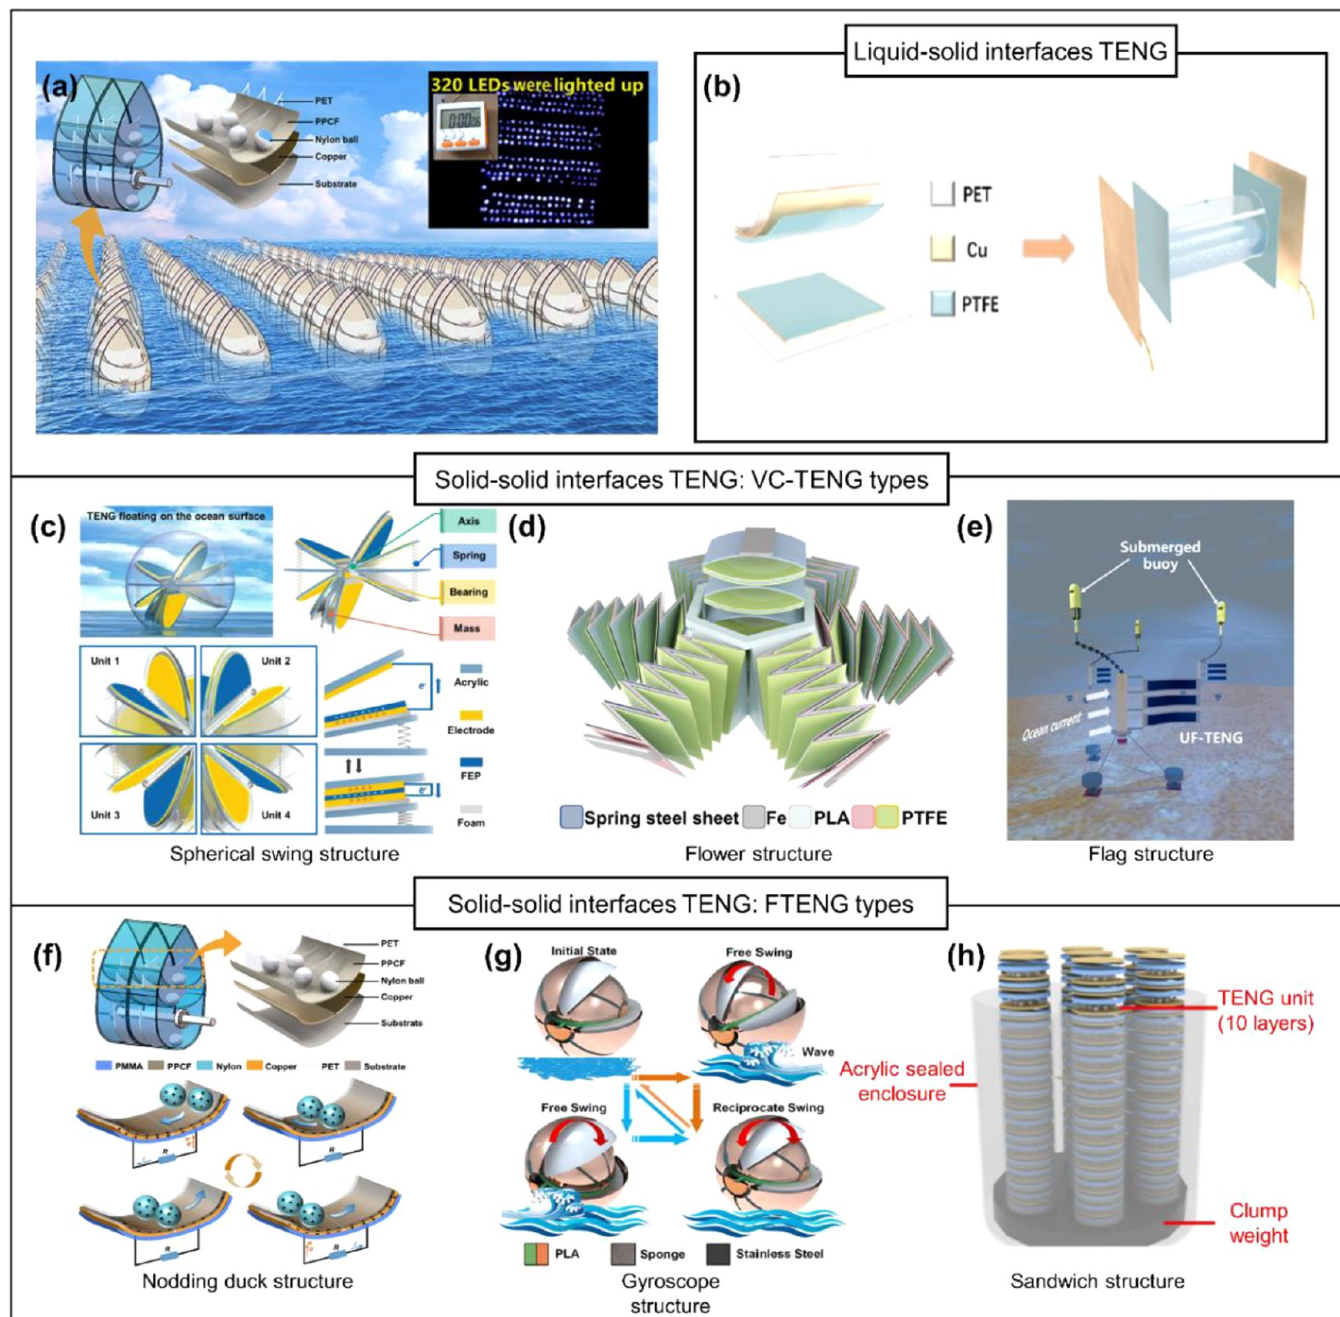 Liquid-solid interfaces TENG
(a)
PET
PPCF
Nylon ball
Copper
Substrate
320 LEDs were lighted up
(b)
PET
Cu
PTFE
Solid-solid interfaces TENG: VC-TENG types
(c)
TENG floating on the ocean surface
Axis
Spring
Bearing
Mass
Unit 1
Unit 2
Unit 3
Unit 4
e-
e-
Acrylic
Electrode
FEP
Foam
Spherical swing structure
(d)
Spring steel sheet Fe PLA PTFE
Flower structure
(e)
Submerged
buoy
Ocean current
UF-TENG
Flag structure
Solid-solid interfaces TENG: FTENG types
(f)
PET
PPCF
Nylon ball
Copper
Substrate
PMMA PPCF Nylon Copper PET Substrate
R
R
R
R
Nodding duck structure
(g)
Initial State
Free Swing
Wave
Free Swing
Reciprocate Swing
PLA Sponge Stainless Steel
Gyroscope
structure
(h)
TENG unit
(10 layers)
Acrylic sealed
enclosure
Clump
weight
Sandwich structure